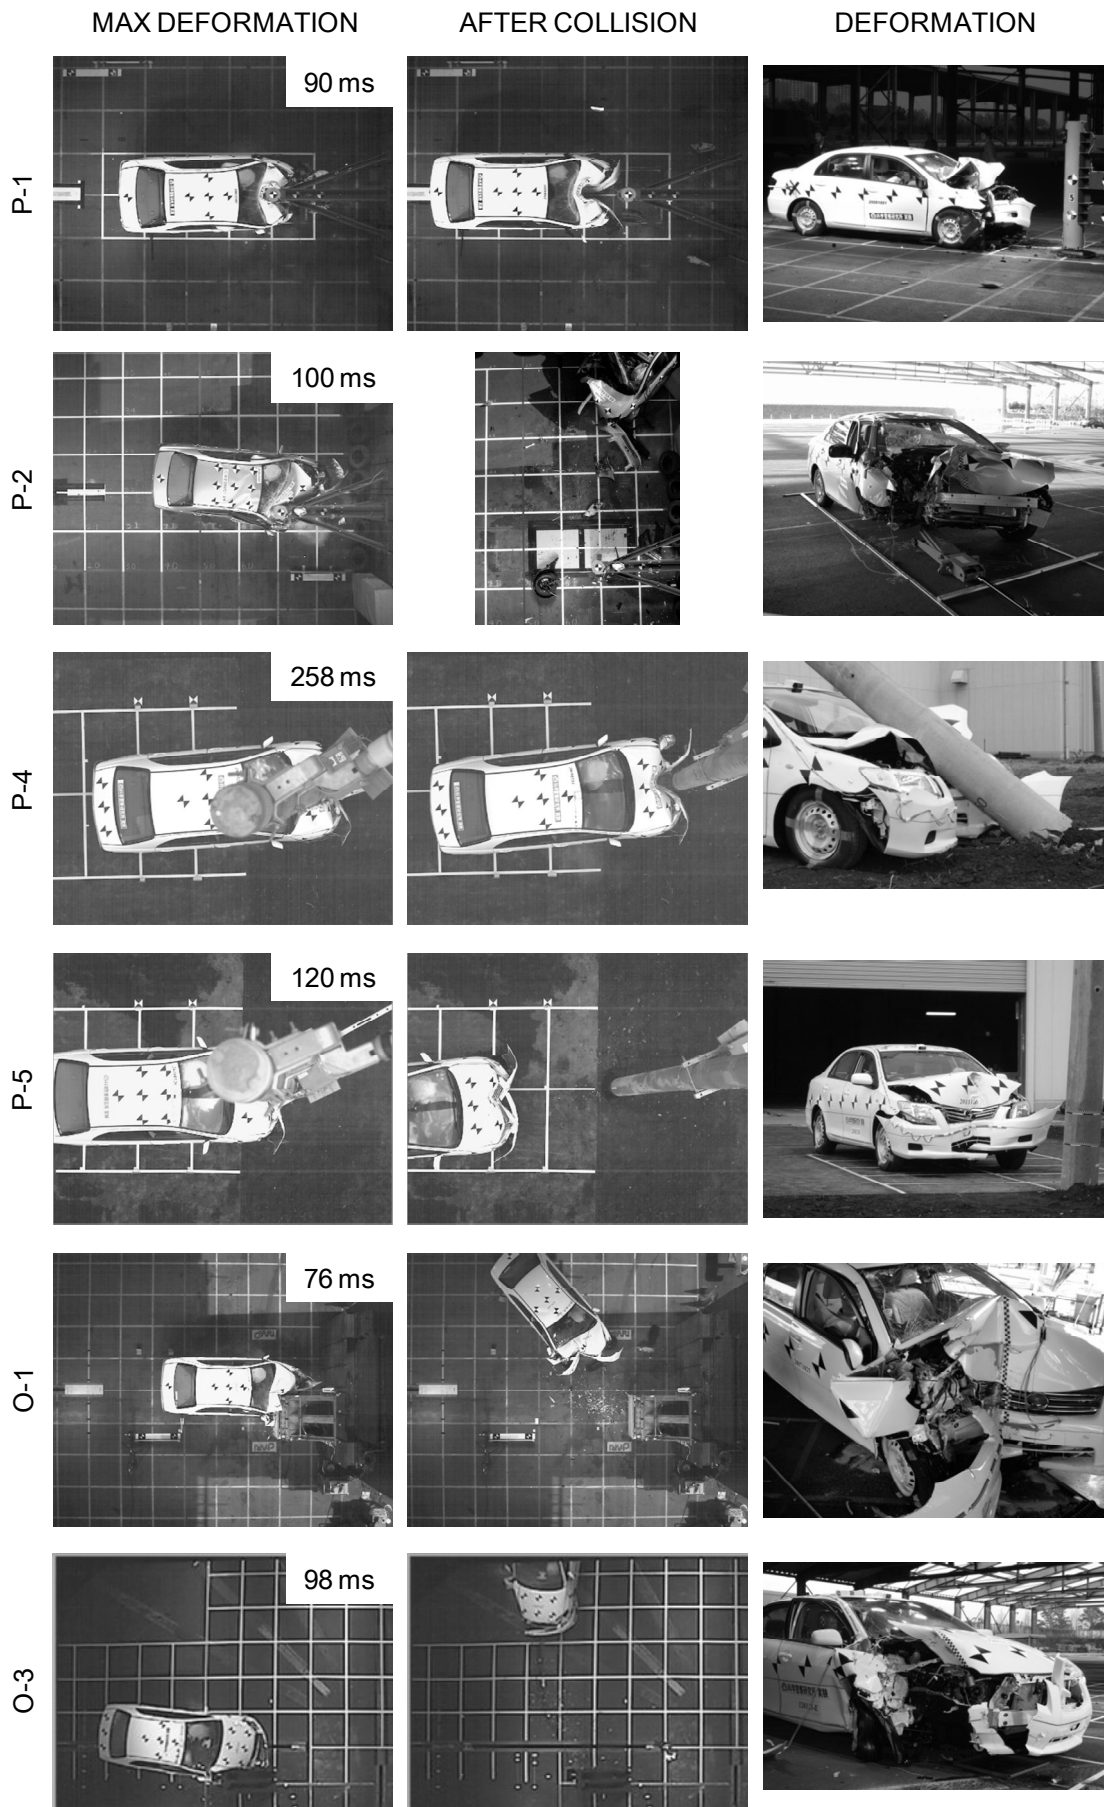 MAX DEFORMATION
AFTER COLLISION
DEFORMATION
P-1
90 ms
P-2
100 ms
P-4
258 ms
P-5
120 ms
O-1
76 ms
O-3
98 ms